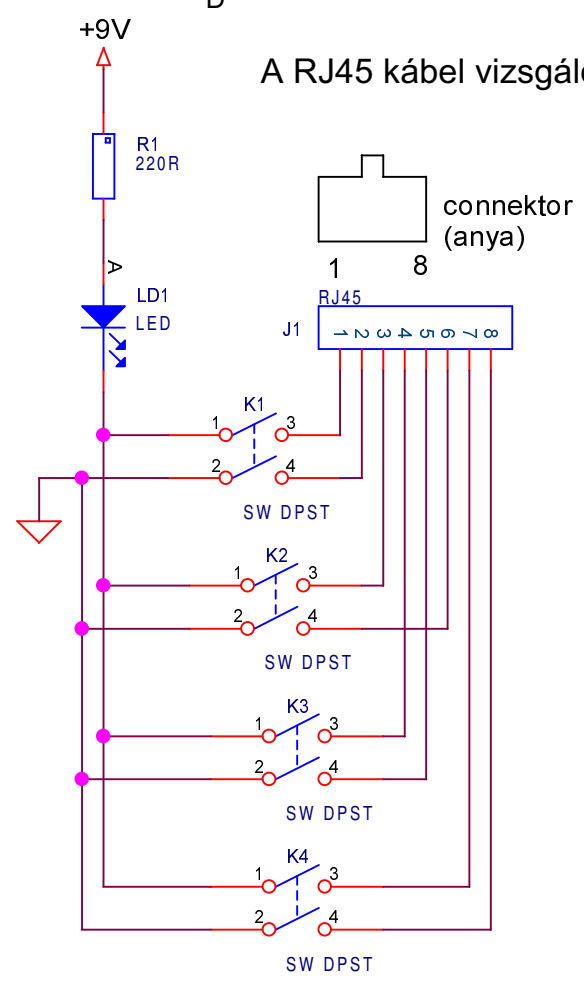 +9V
A RJ45 kábel vizsgáló
R1
220R
connektor
(anya)
1 8
A
RJ45
LD1
LED
J1
1 2 3 4 5 6 7 8
K1
1 3
2 4
SW DPST
K2
1 3
2 4
SW DPST
K3
1 3
2 4
SW DPST
K4
1 3
2 4
SW DPST